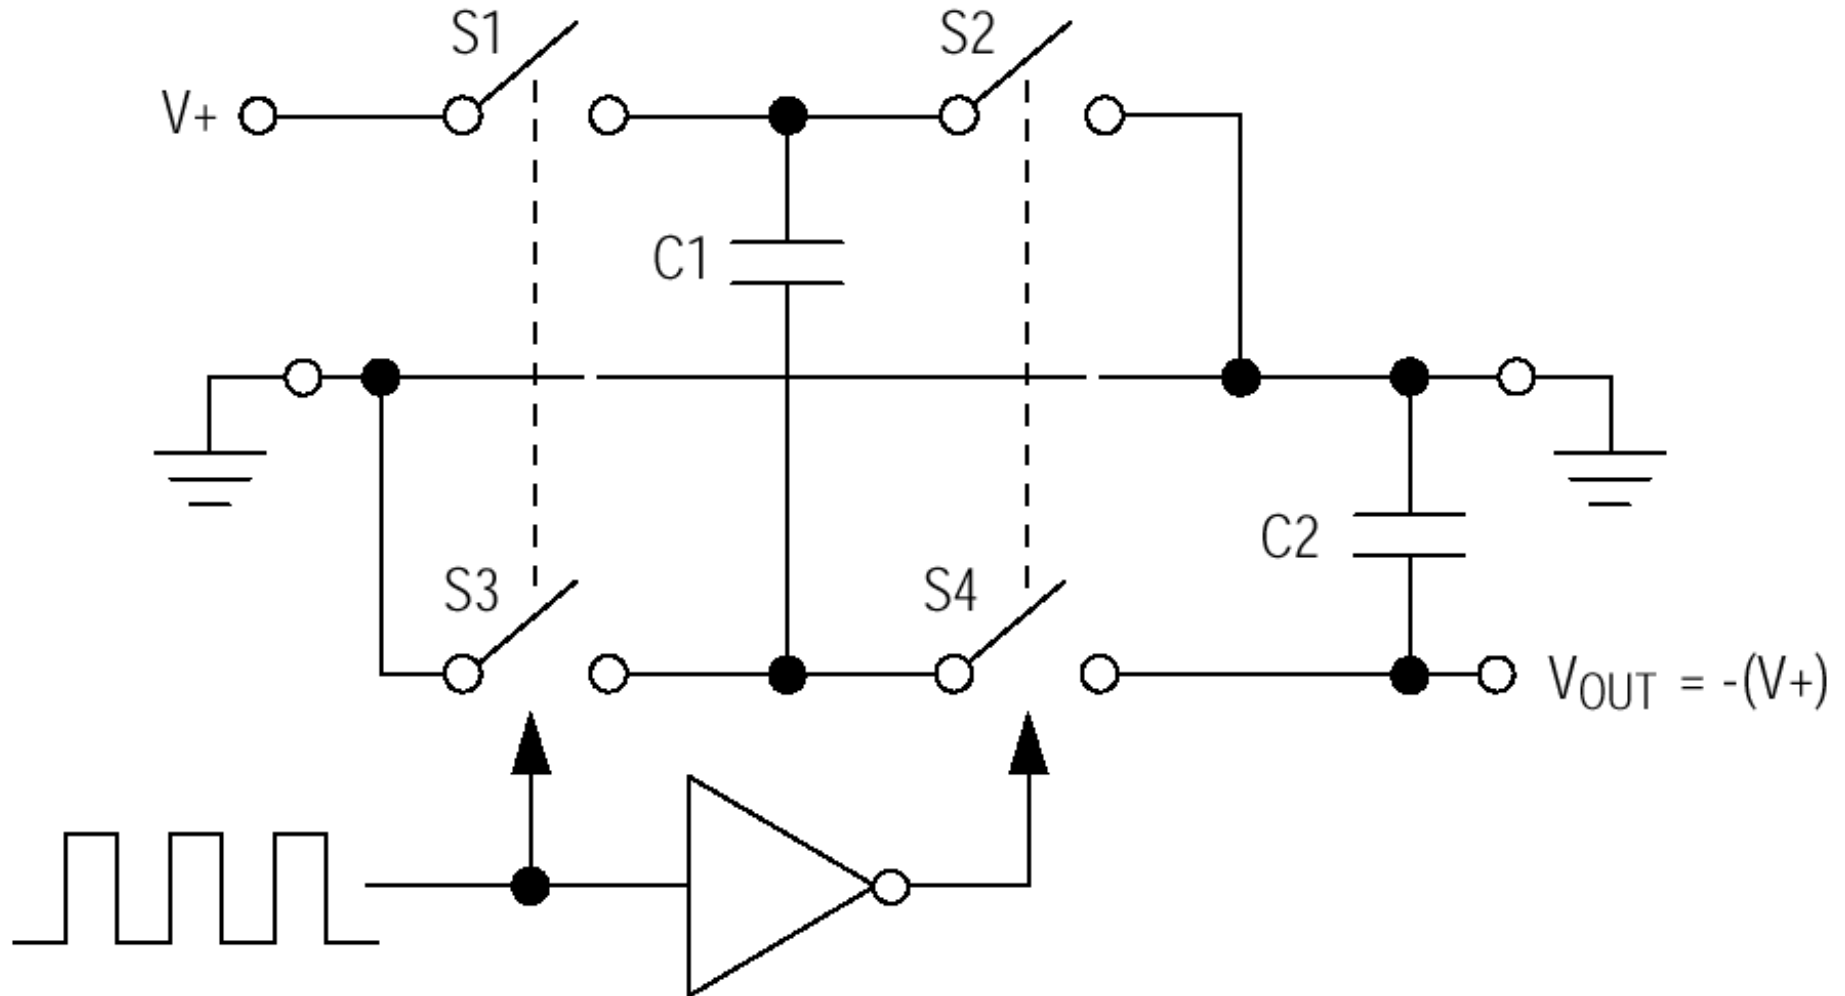 S1
S2
V+
C1
C2
S3
S4
VOUT = -(V+)